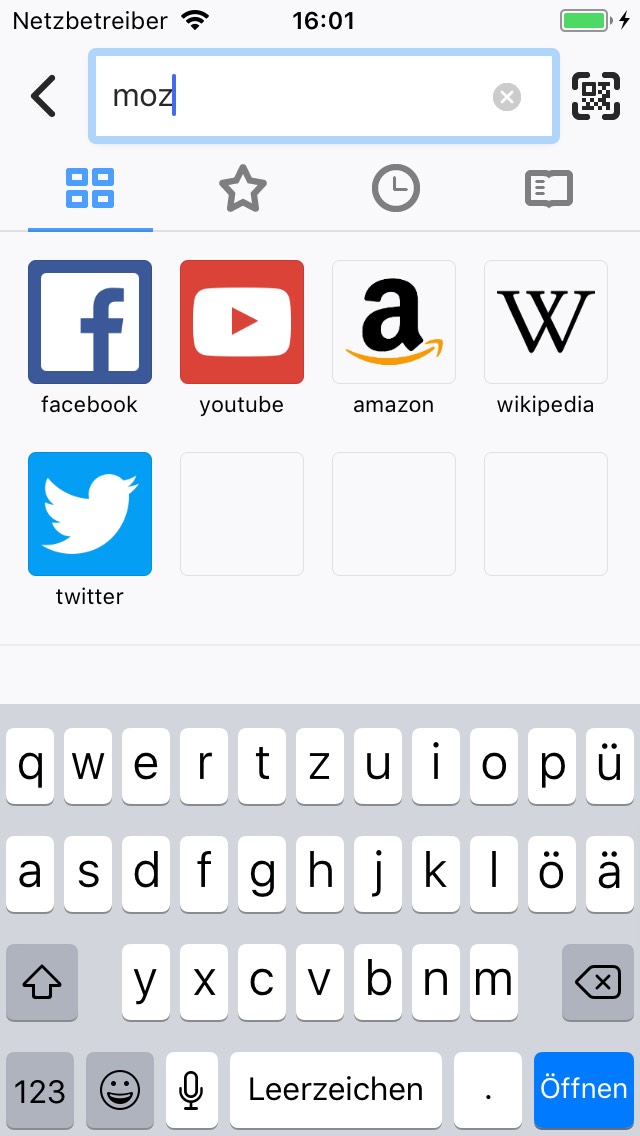 Netzbetreiber 16:01
moz
facebook youtube amazon wikipedia
twitter
q w e r t z u i o p ü
a s d f g h j k l ö ä
y x c v b n m
123 Leerzeichen . Öffnen